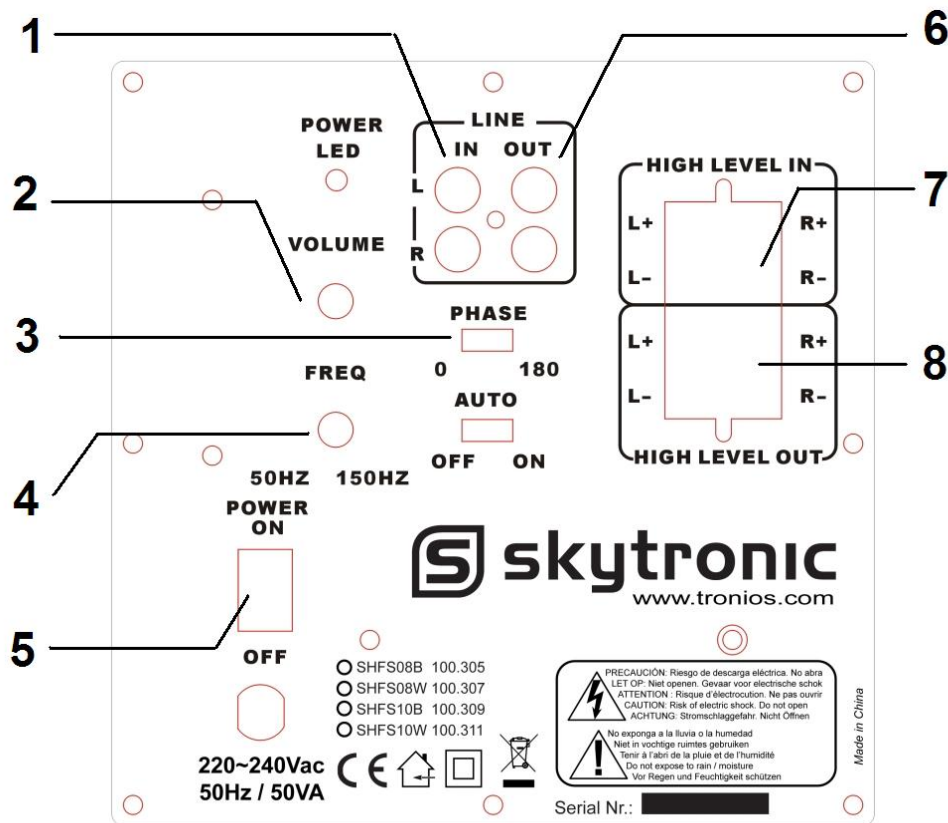 1
6
POWER
LED
LINE
IN OUT
L
R
HIGH LEVEL IN
L+ R+
L– R–
7
2
VOLUME
3
PHASE
0 180
L+ R+
L– R–
8
HIGH LEVEL OUT
FREQ
AUTO
OFF ON
4
50HZ 150HZ
POWER
ON
S skytronic
www.tronios.com
5
OFF
SHFS08B 100.305
SHFS08W 100.307
SHFS10B 100.309
SHFS10W 100.311
PRECAUCIÓN: Riesgo de descarga eléctrica. No abra
LET OP: Niet openen. Gevaar voor electrische schok
ATTENTION : Risque d'électrocution. Ne pas ouvrir
CAUTION: Risk of electric shock. Do not open
ACHTUNG: Stromschlaggefahr. Nicht Öffnen
No exponga a la lluvia o la humedad
Niet in vochtige ruimtes gebruiken
Tenir à l'abri de la pluie et de l'humidité
Do not expose to rain / moisture
Vor Regen und Feuchtigkeit schützen
Made in China
220~240Vac
50Hz / 50VA
CE
Serial Nr.: